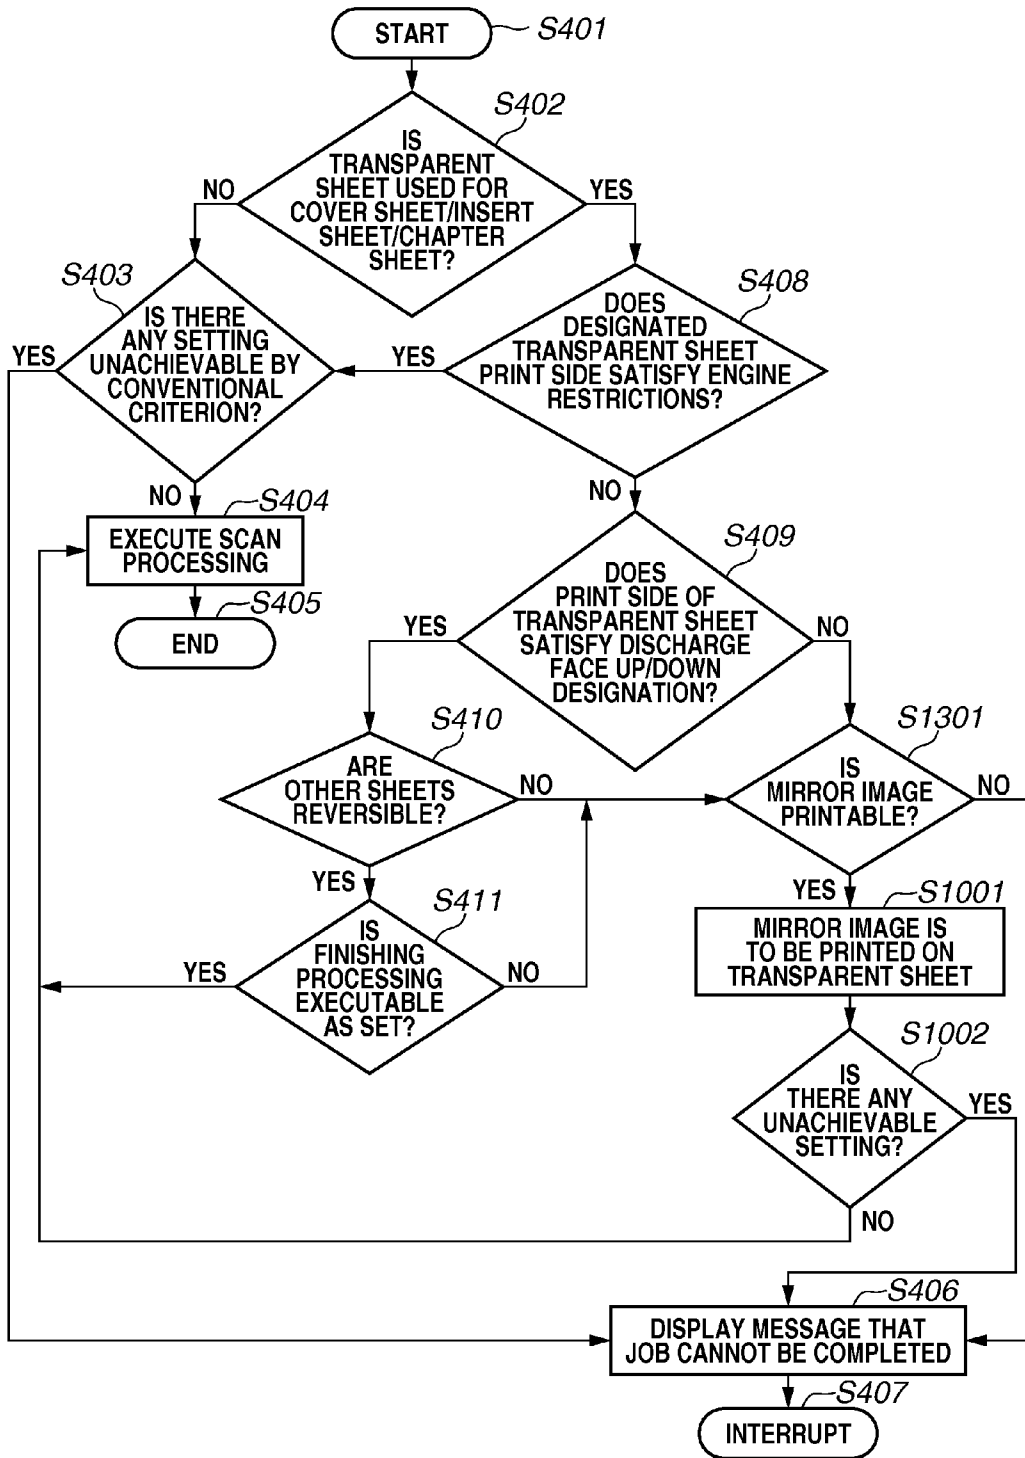 START
S401
S402
IS
TRANSPARENT
SHEET USED FOR
COVER SHEET/INSERT
SHEET/CHAPTER
SHEET?
NO
YES
S403
IS THERE
ANY SETTING
UNACHIEVABLE BY
CONVENTIONAL
CRITERION?
YES
NO
S408
DOES
DESIGNATED
TRANSPARENT SHEET
PRINT SIDE SATISFY ENGINE
RESTRICTIONS?
YES
NO
S404
EXECUTE SCAN
PROCESSING
S405
END
S409
DOES
PRINT SIDE OF
TRANSPARENT SHEET
SATISFY DISCHARGE
FACE UP/DOWN
DESIGNATION?
YES
NO
S410
ARE
OTHER SHEETS
REVERSIBLE?
NO
YES
S1301
IS
MIRROR IMAGE
PRINTABLE?
NO
YES
S411
IS
FINISHING
PROCESSING
EXECUTABLE
AS SET?
YES
NO
S1001
MIRROR IMAGE IS
TO BE PRINTED ON
TRANSPARENT SHEET
S1002
IS
THERE ANY
UNACHIEVABLE
SETTING?
YES
NO
S406
DISPLAY MESSAGE THAT
JOB CANNOT BE COMPLETED
S407
INTERRUPT